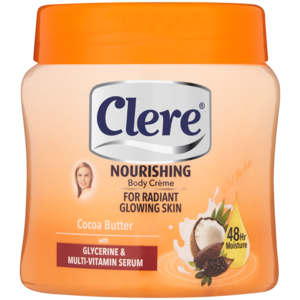 Clere®
NOURISHING
Body Crème
FOR RADIANT
GLOWING SKIN
Cocoa Butter
with
GLYCERINE &
MULTI-VITAMIN SERUM
48Hr
Moisture